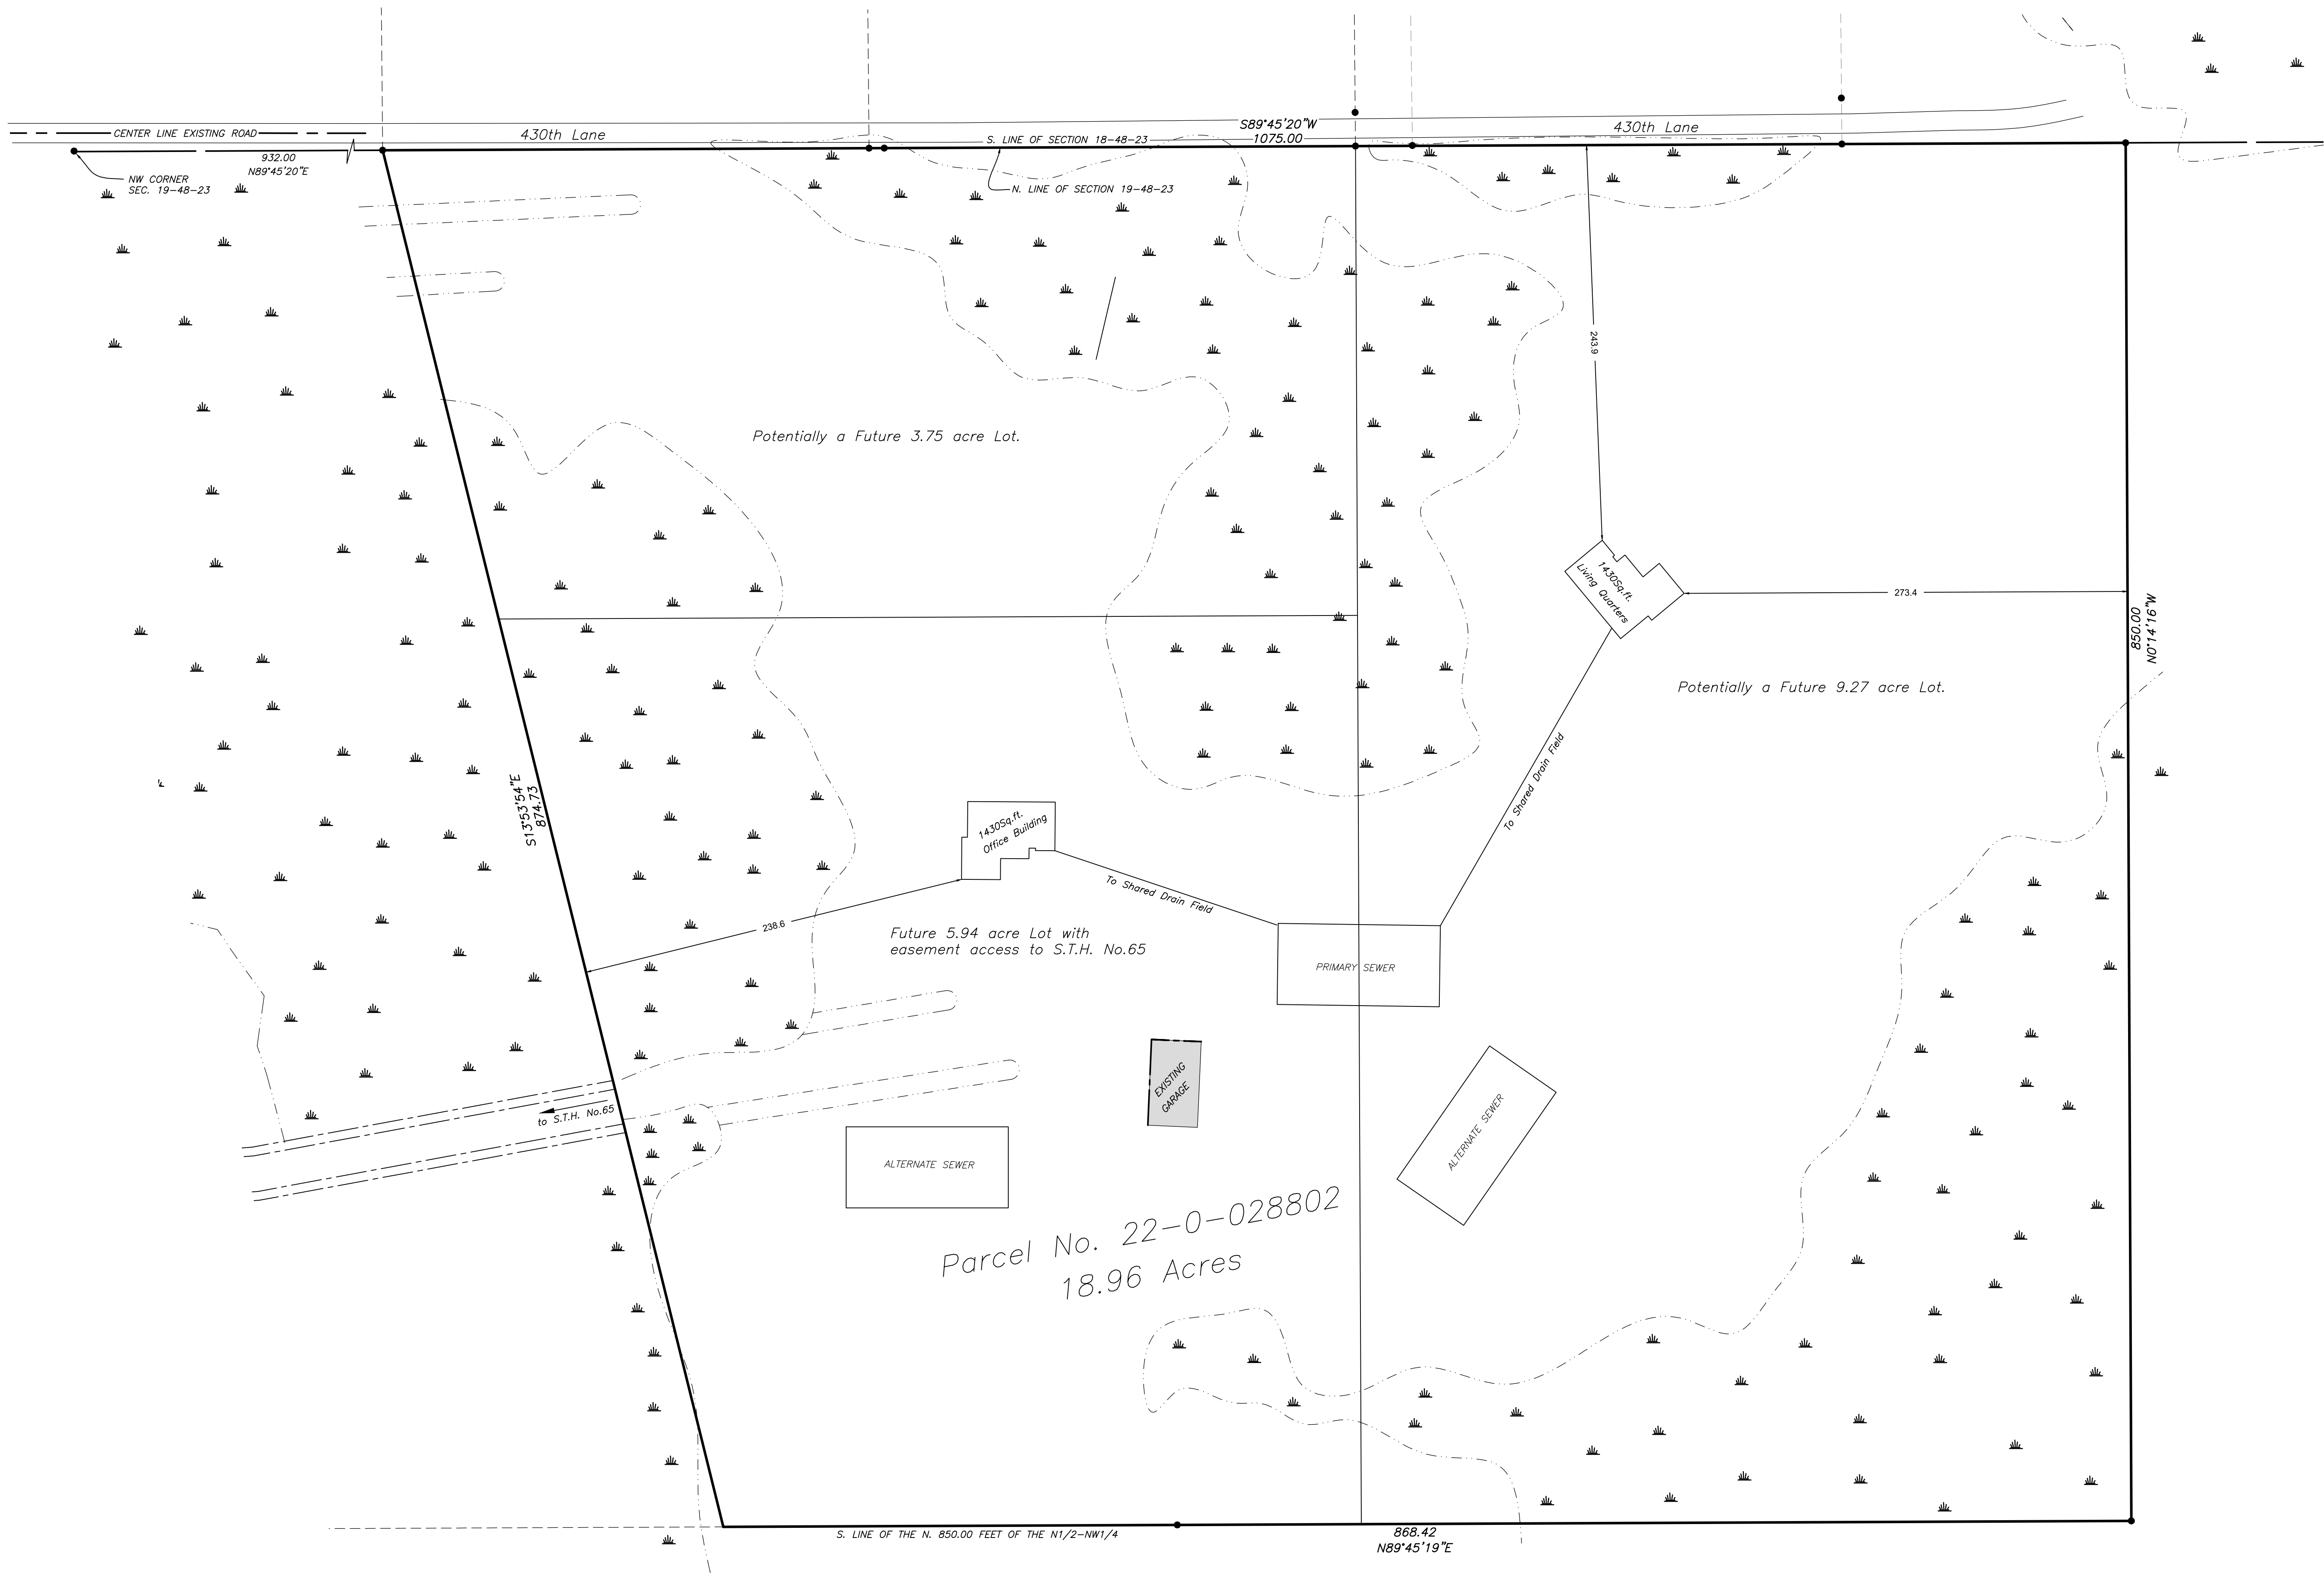 S89°45'20"W
1075.00
CENTER LINE EXISTING ROAD
430th Lane
S. LINE OF SECTION 18-48-23
430th Lane
932.00
N89°45'20"E
NW CORNER
SEC. 19-48-23
N. LINE OF SECTION 19-48-23
243.9
Potentially a Future 3.75 acre Lot.
1430Sq.ft.
Living Quarters
273.4
850.00
N0°14'16"W
Potentially a Future 9.27 acre Lot.
S13°53'54"E
874.73
To Shared Drain Field
1430Sq.ft.
Office Building
To Shared Drain Field
238.6
Future 5.94 acre Lot with
easement access to S.T.H. No.65
PRIMARY SEWER
EXISTING
GARAGE
to S.T.H. No.65
ALTERNATE SEWER
ALTERNATE SEWER
Parcel No. 22-0-028802
18.96 Acres
S. LINE OF THE N. 850.00 FEET OF THE N1/2-NW1/4
868.42
N89°45'19"E